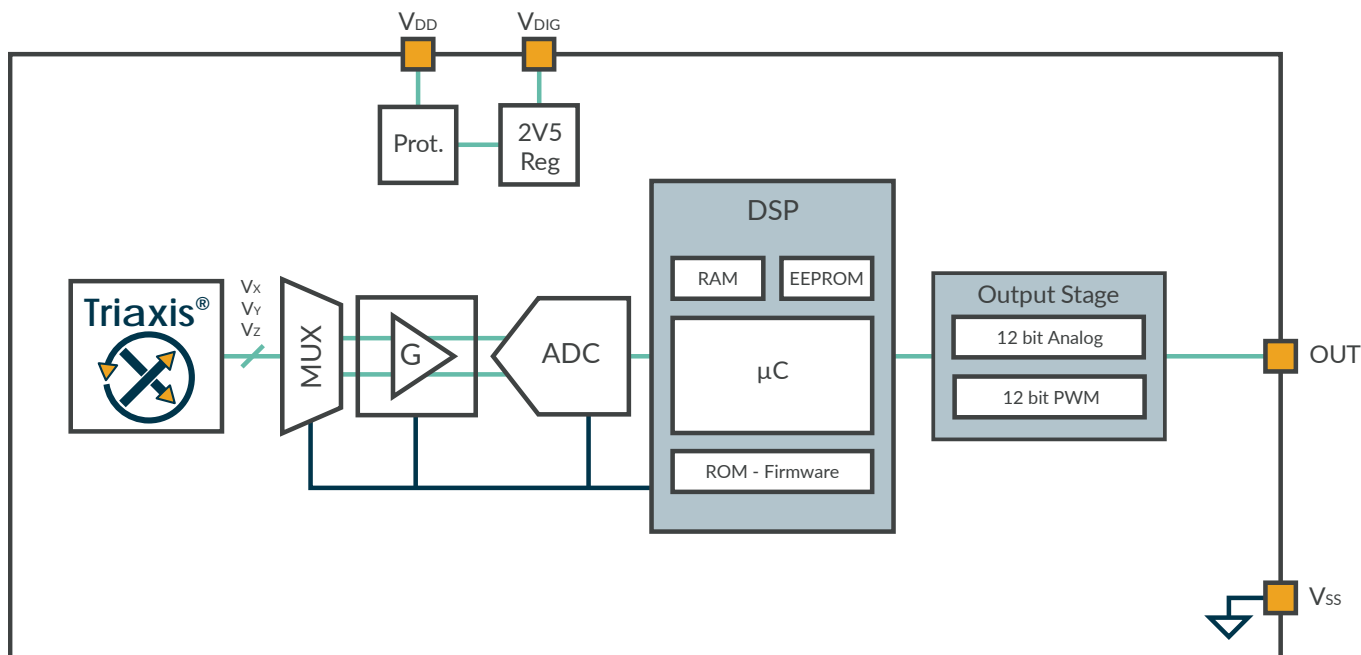 VDD
VDIG
Prot.
2V5
Reg
DSP
RAM
EEPROM
µC
ROM - Firmware
Triaxis®
VX
VY
VZ
MUX
G
ADC
Output Stage
12 bit Analog
12 bit PWM
OUT
VSS